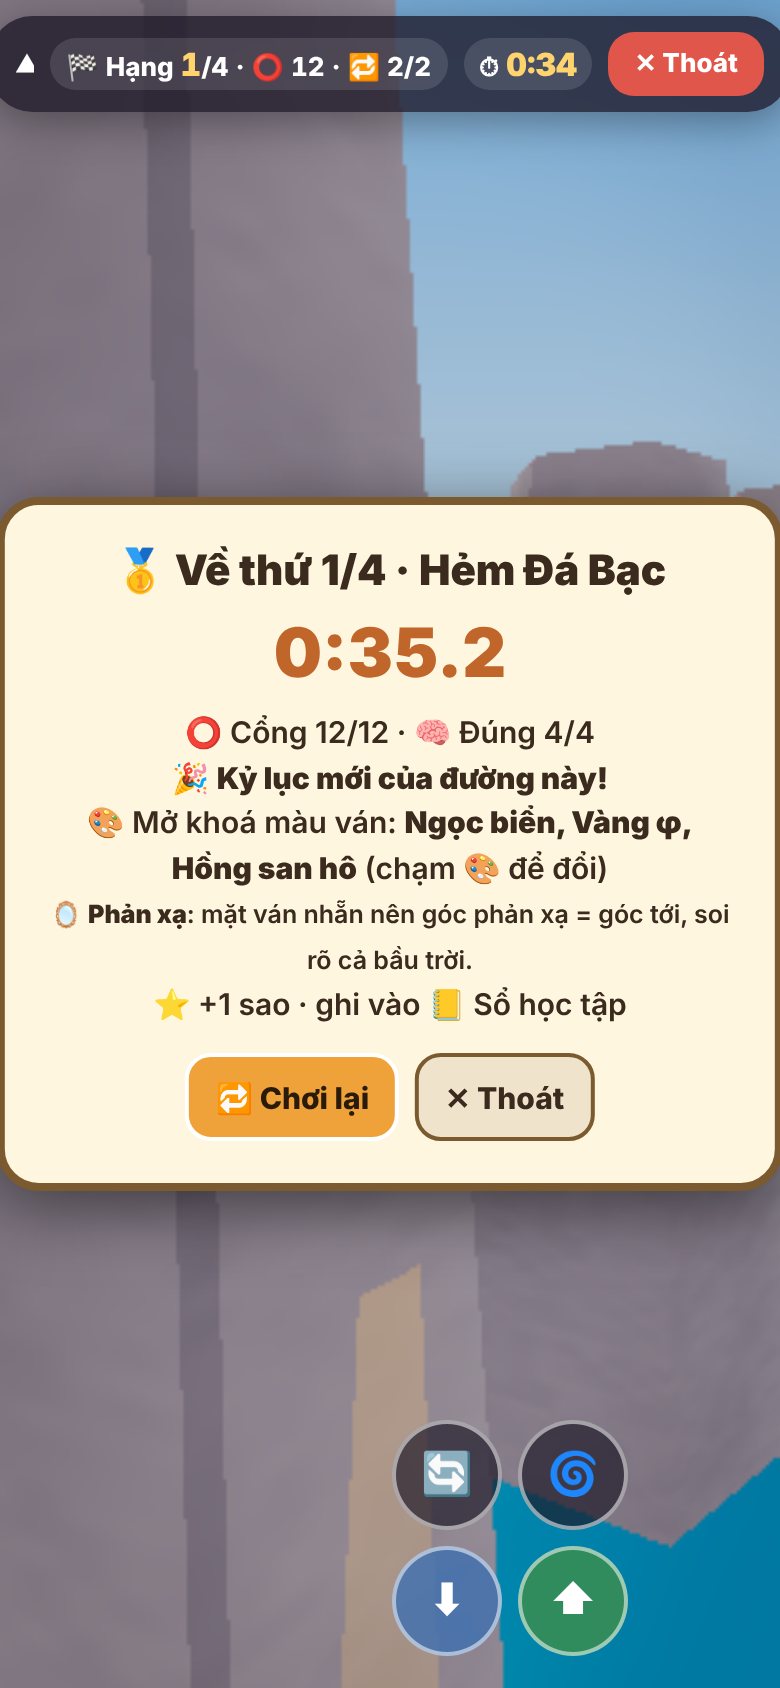 ▲ 🏁 Hạng 1/4 · ⭕ 12 · 🔁 2/2 ⏱ 0:34 ✕ Thoát
🥇 Về thứ 1/4 · Hẻm Đá Bạc
0:35.2
⭕ Cổng 12/12 · 🧠 Đúng 4/4
🎉 Kỷ lục mới của đường này!
🎨 Mở khoá màu ván: Ngọc biển, Vàng φ,
Hồng san hô (chạm 🎨 để đổi)
🪞 Phản xạ: mặt ván nhẵn nên góc phản xạ = góc tới, soi
rõ cả bầu trời.
⭐ +1 sao · ghi vào 📒 Sổ học tập
🔁 Chơi lại ✕ Thoát